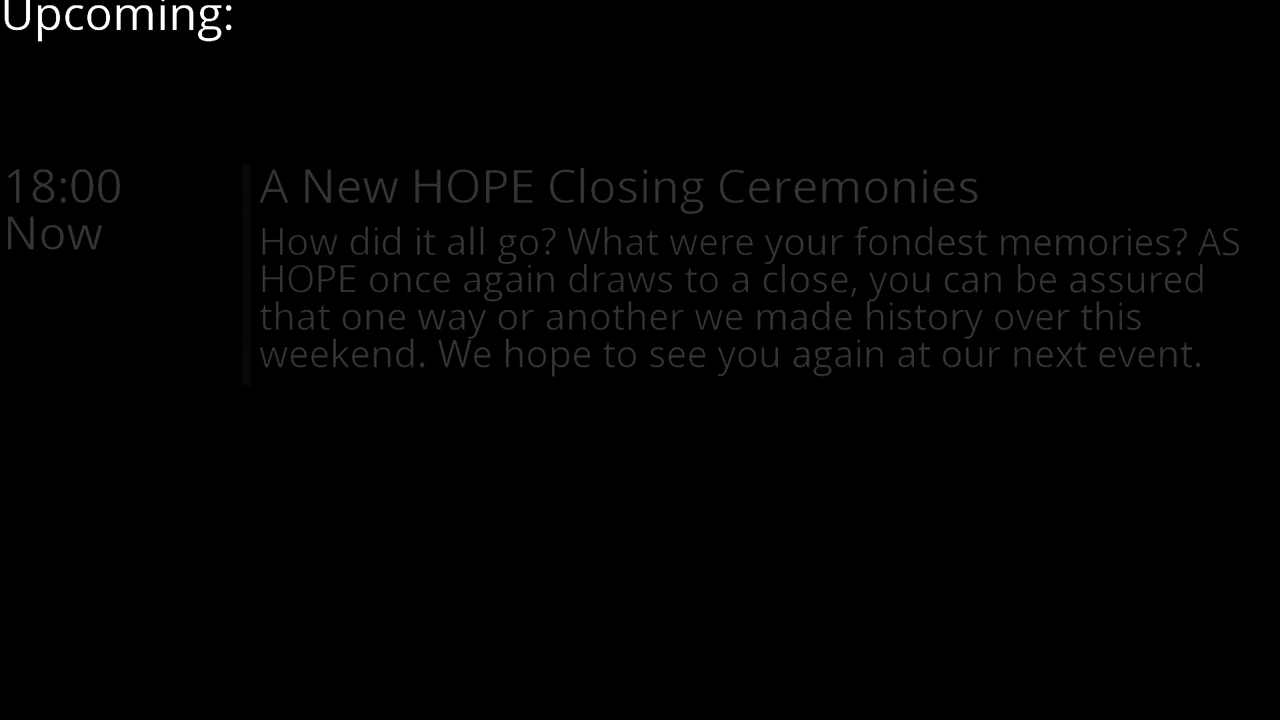 Upcoming:
18:00
Now
A New HOPE Closing Ceremonies
How did it all go? What were your fondest memories? AS
HOPE once again draws to a close, you can be assured
that one way or another we made history over this
weekend. We hope to see you again at our next event.